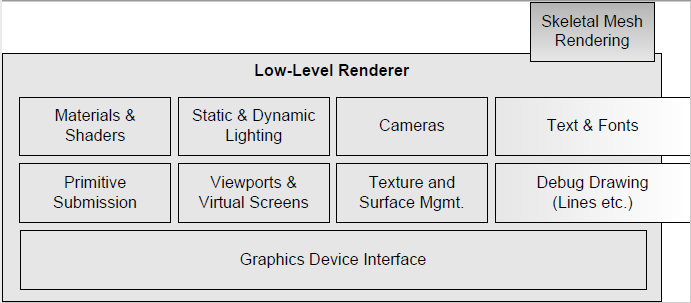 Skeletal Mesh
Rendering
Low-Level Renderer
Materials &
Shaders
Static & Dynamic
Lighting
Cameras
Text & Fonts
Primitive
Submission
Viewports &
Virtual Screens
Texture and
Surface Mgmt.
Debug Drawing
(Lines etc.)
Graphics Device Interface